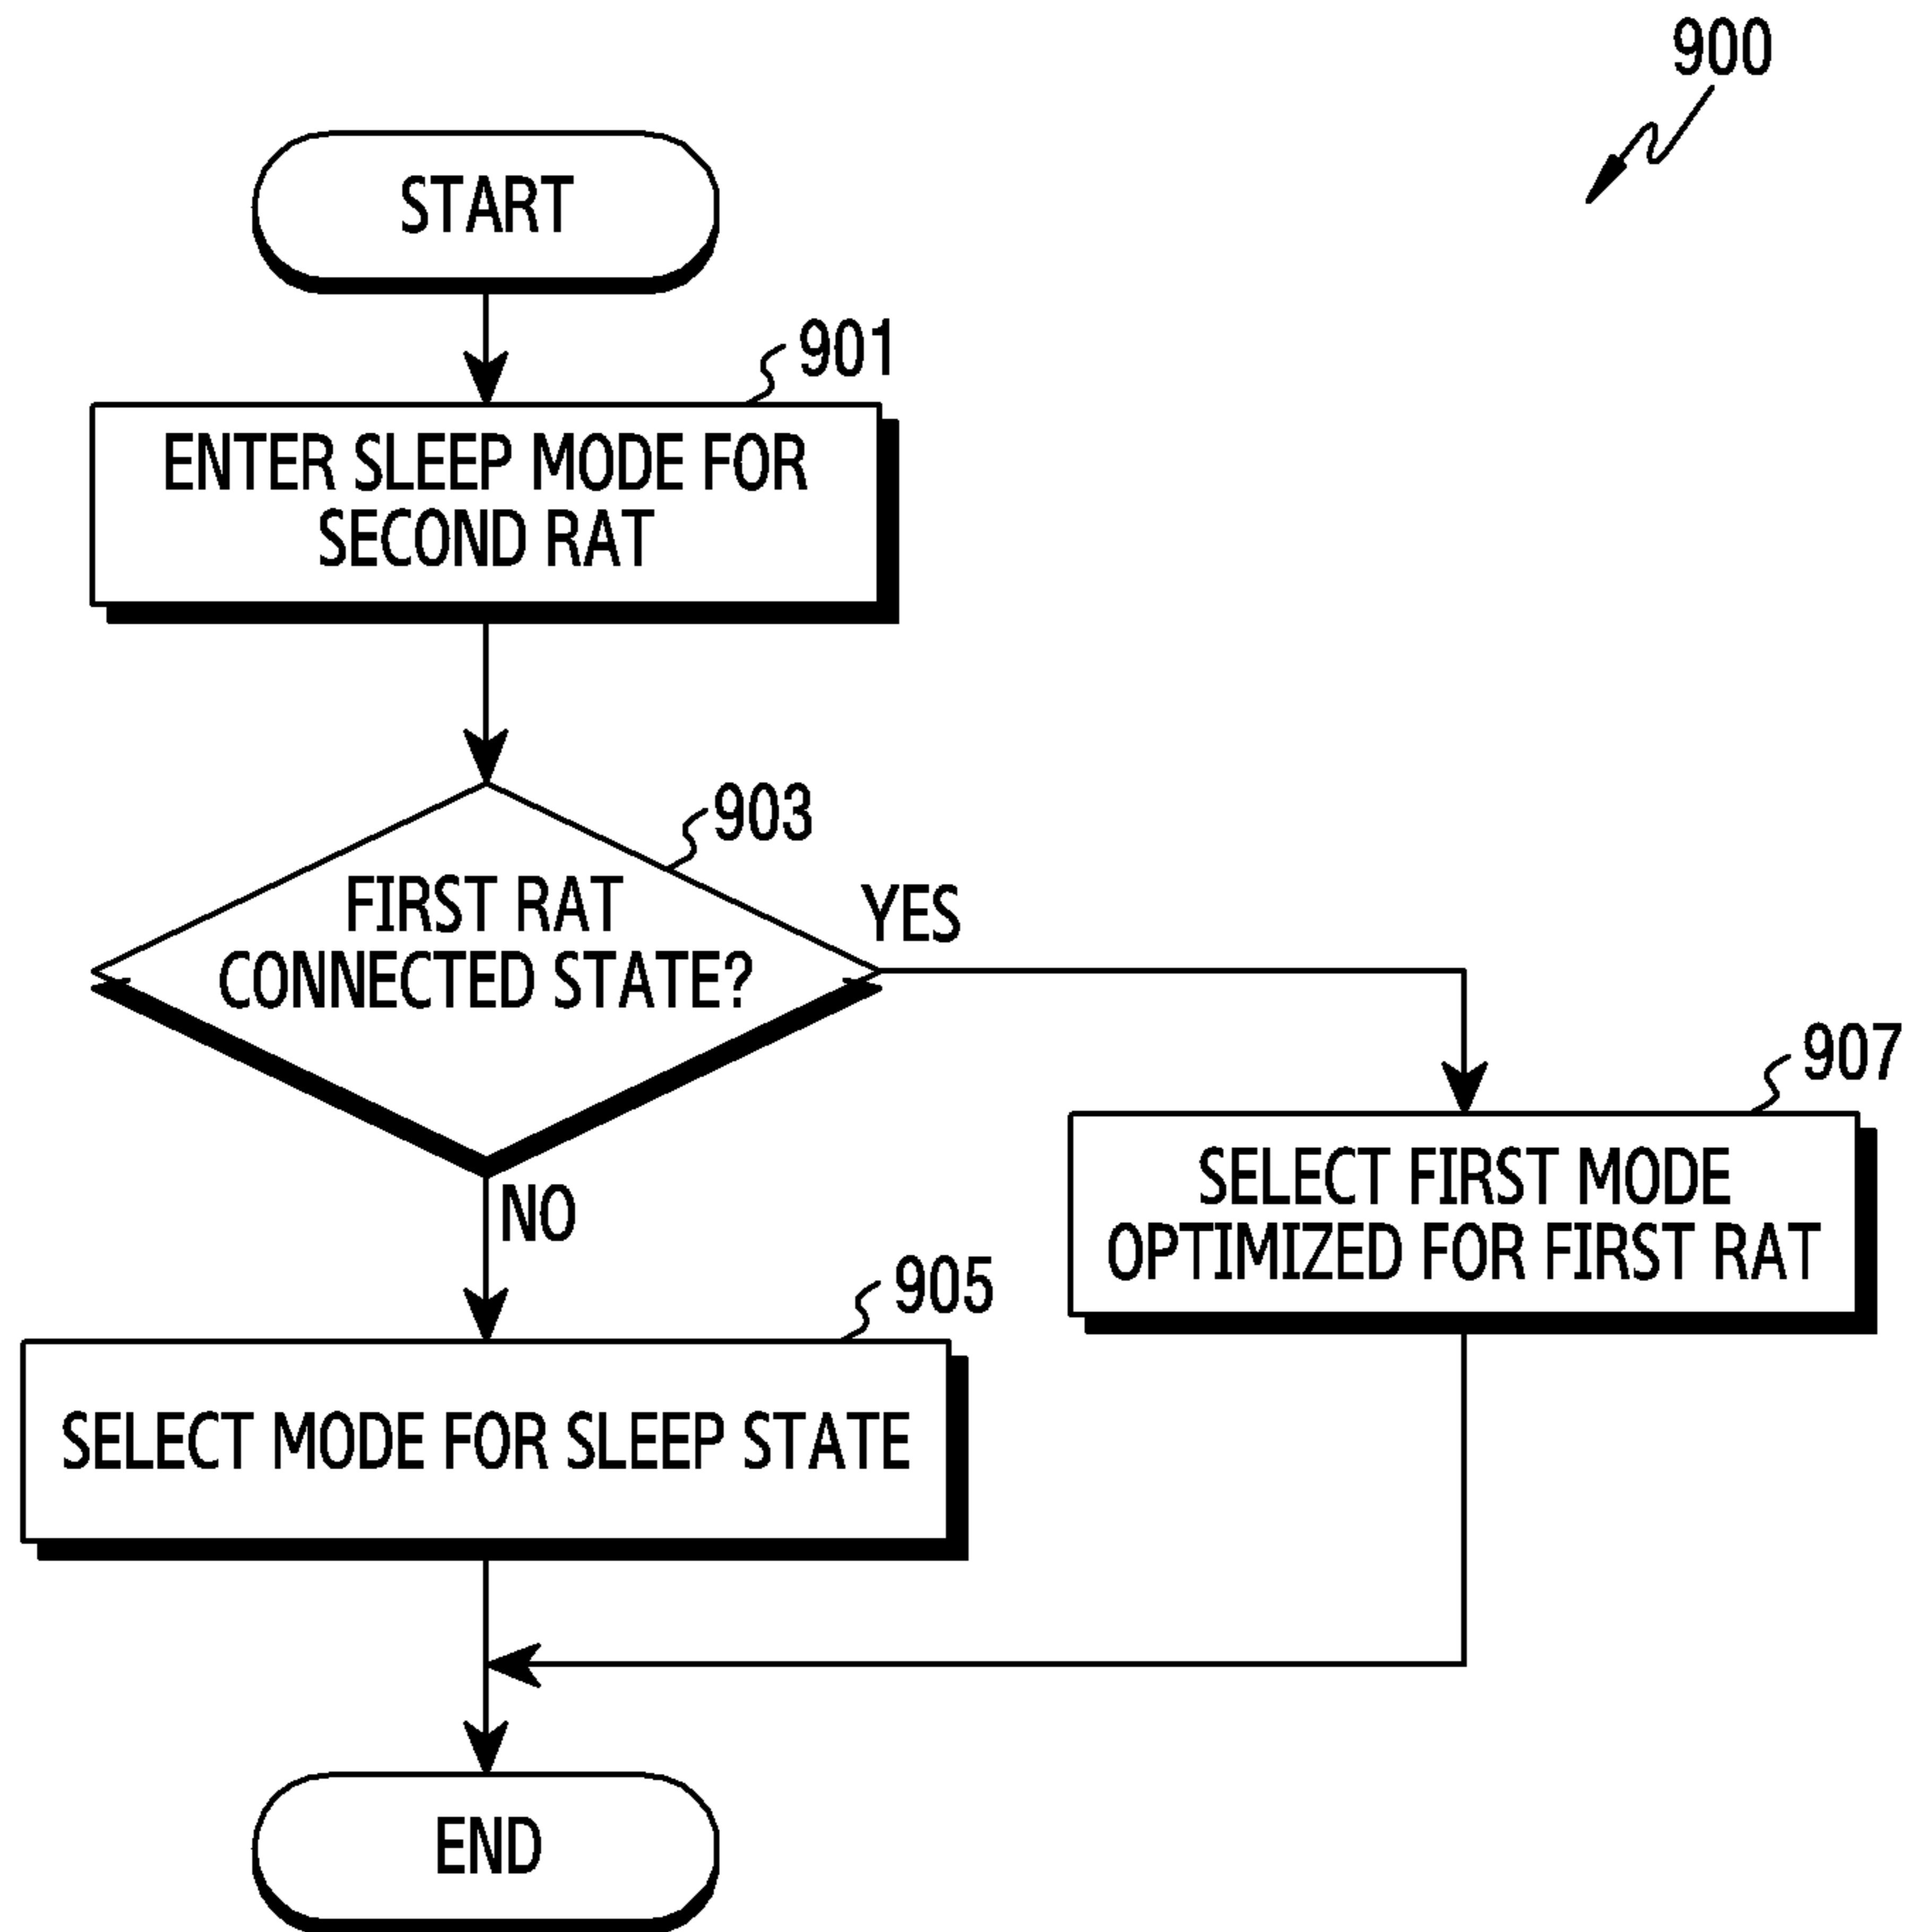 900
START
901
ENTER SLEEP MODE FOR
SECOND RAT
903
FIRST RAT
CONNECTED STATE?
YES
NO
907
SELECT FIRST MODE
OPTIMIZED FOR FIRST RAT
905
SELECT MODE FOR SLEEP STATE
END